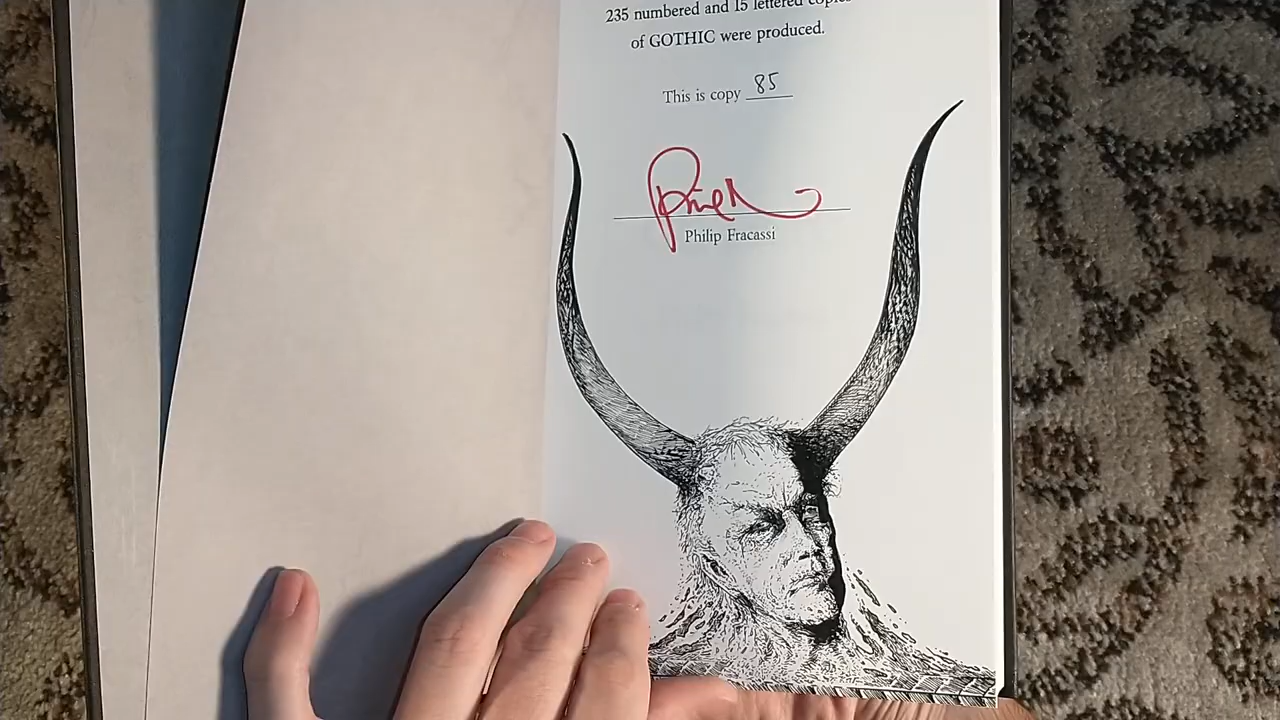 235 numbered and 15 lettered copies
of GOTHIC were produced.
This is copy 85
Philip Fracassi